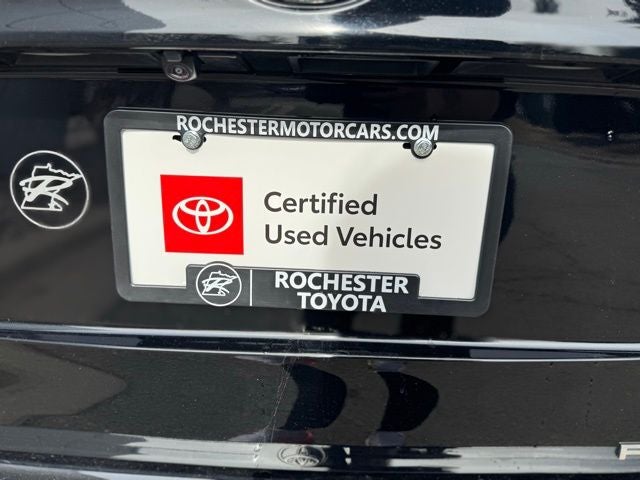 ROCHESTERMOTORCARS.COM
Certified
Used Vehicles
ROCHESTER
TOYOTA